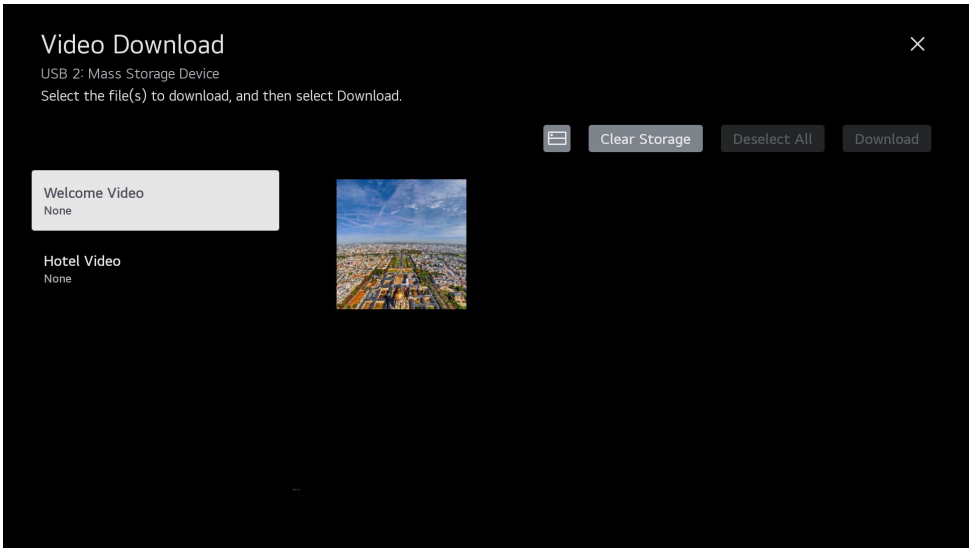 Video Download
USB 2: Mass Storage Device
Select the file(s) to download, and then select Download.
Clear Storage
Deselect All
Download
Welcome Video
None
Hotel Video
None